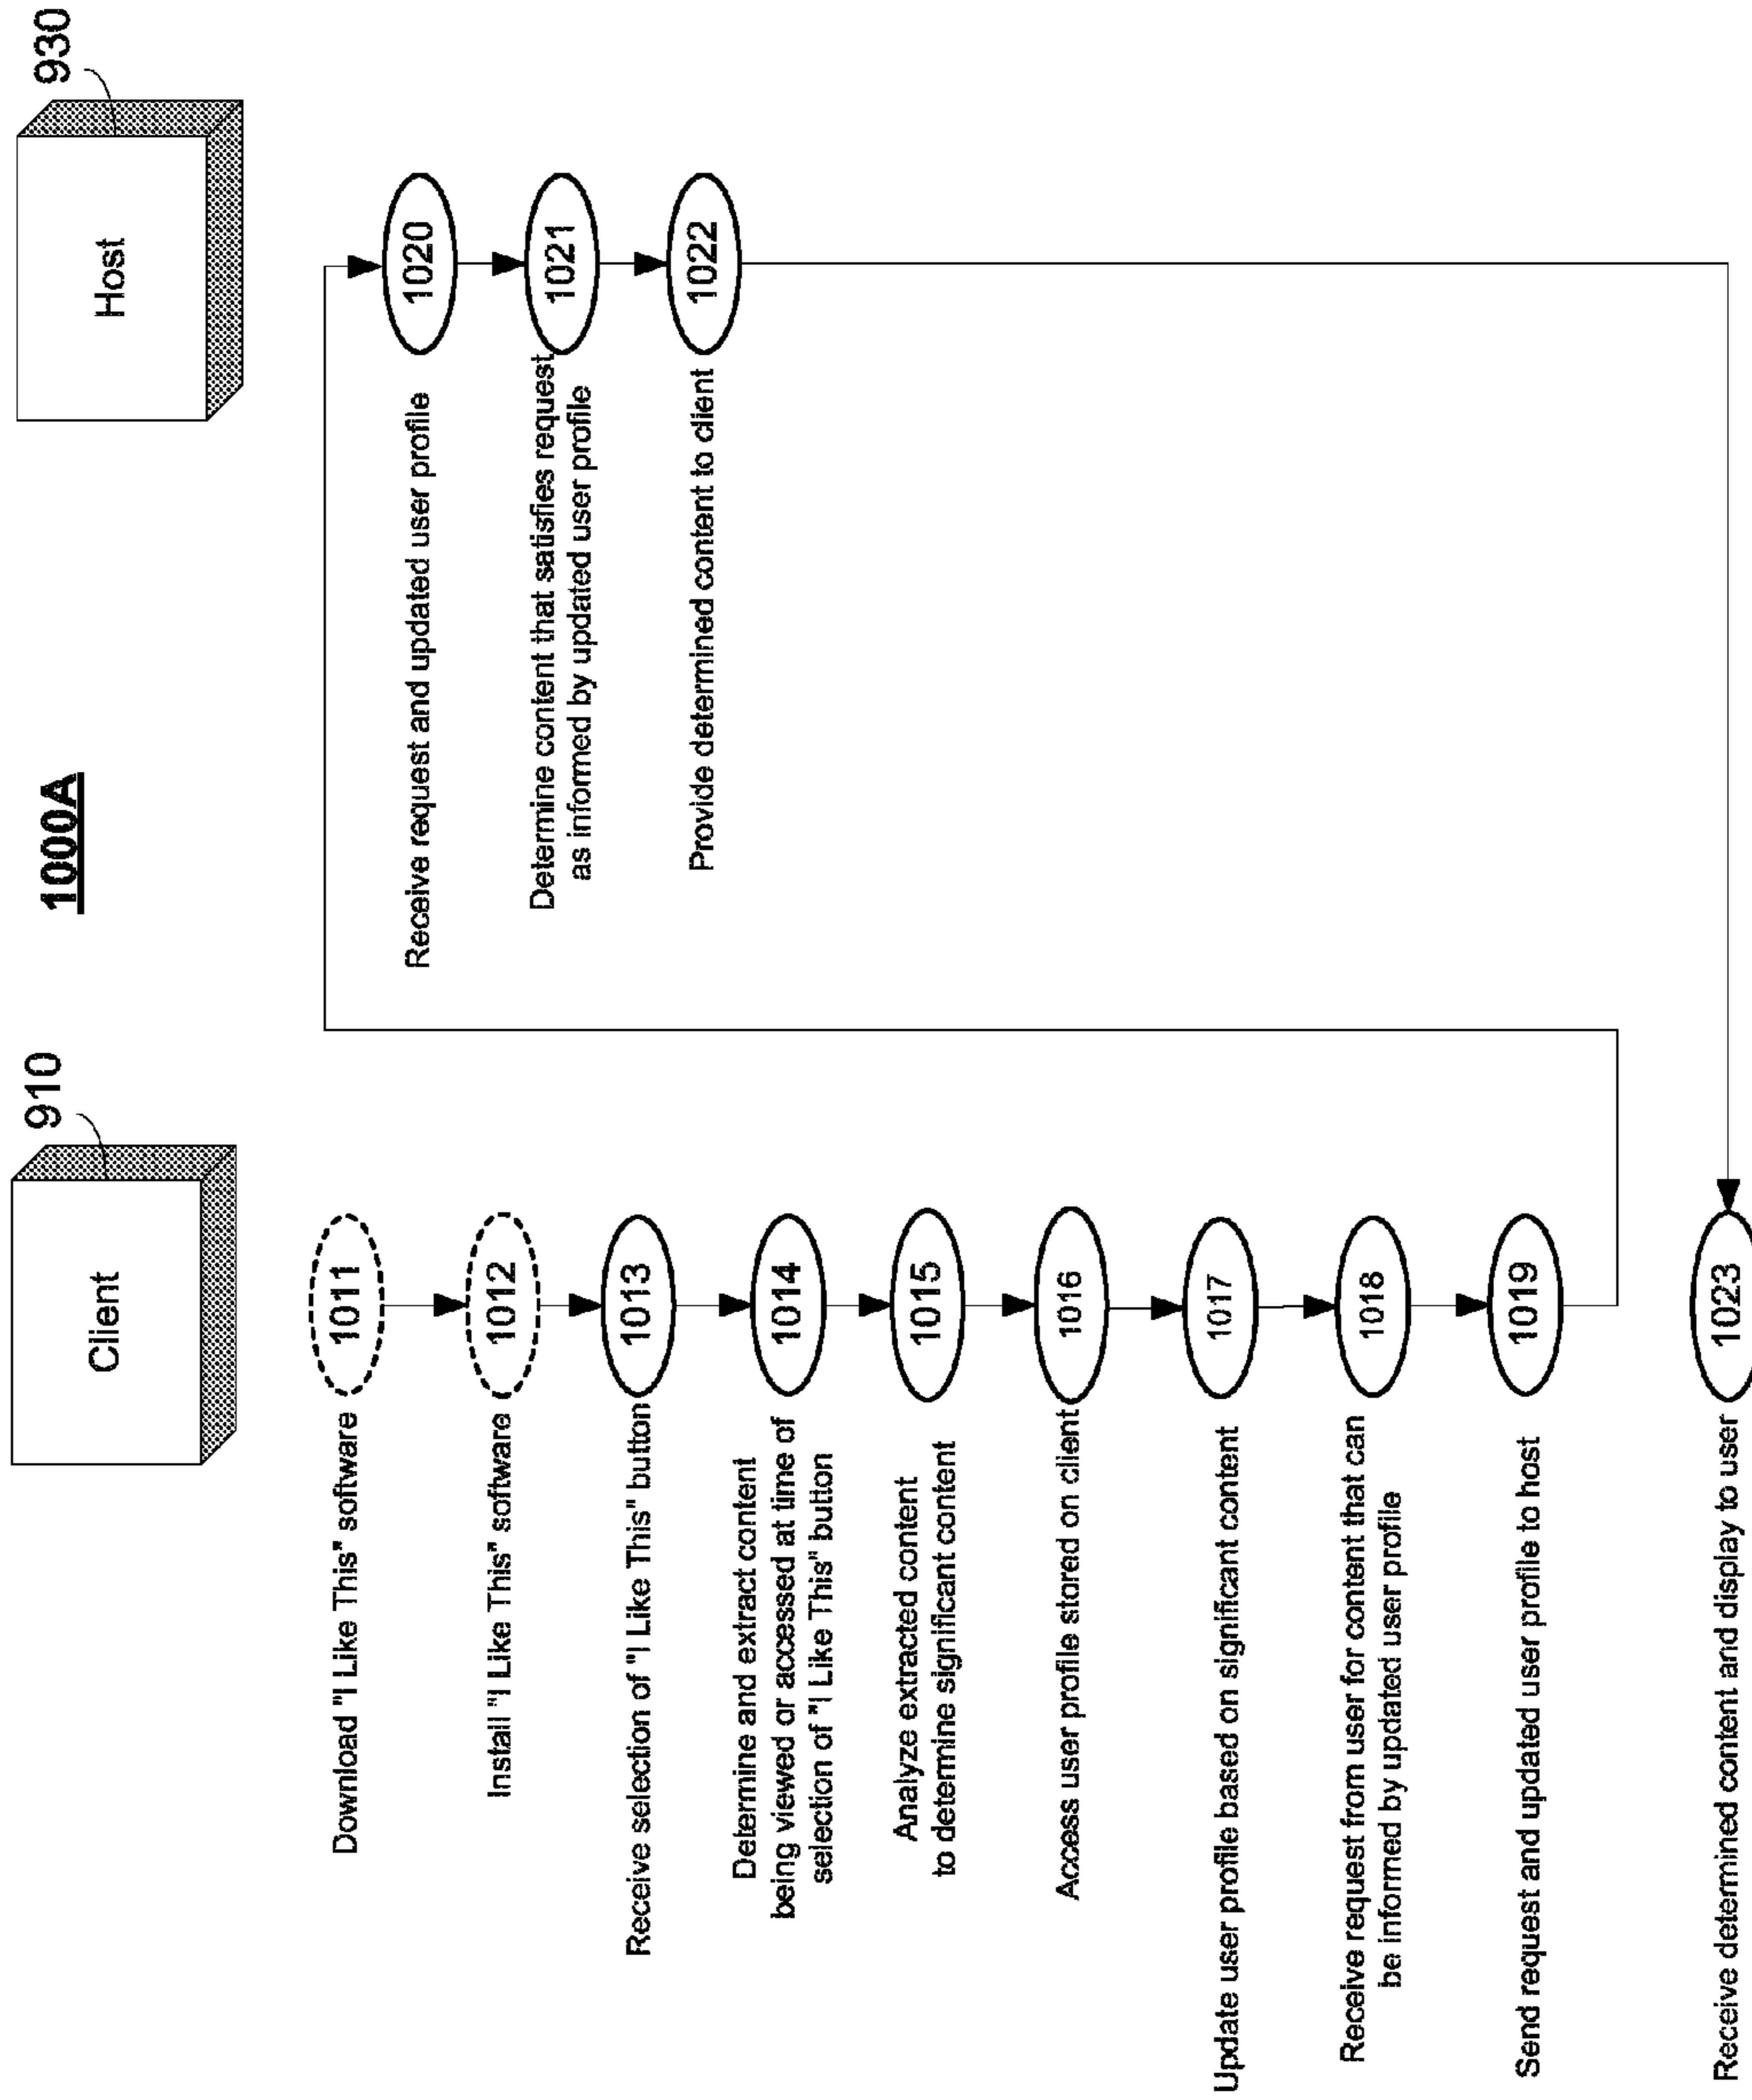 1000A
Client
910
Host
930
Download "I Like This" software
1011
Install "I Like This" software
1012
Receive selection of "I Like This" button
1013
Determine and extract content
being viewed or accessed at time of
selection of "I Like This" button
1014
Analyze extracted content
to determine significant content
1015
Access user profile stored on client
1016
Update user profile based on significant content
1017
Receive request from user for content that can
be informed by updated user profile
1018
Send request and updated user profile to host
1019
Receive request and updated user profile
1020
Determine content that satisfies request
as informed by updated user profile
1021
Provide determined content to client
1022
Receive determined content and display to user
1023